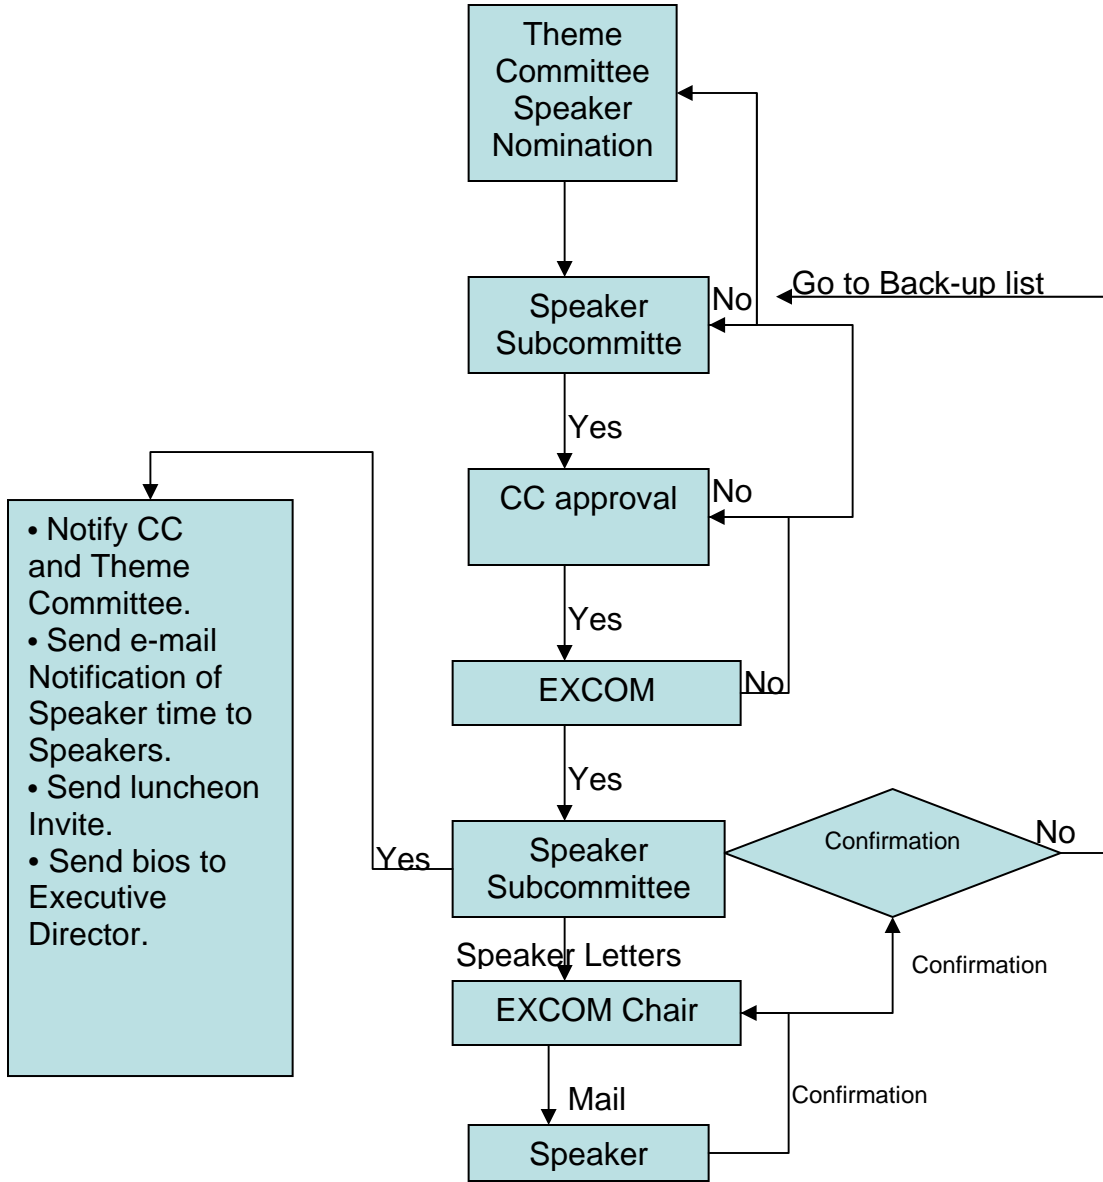 Theme
Committee
Speaker
Nomination
Go to Back-up list
No
Speaker
Subcommitte
Yes
CC approval
No
Yes
EXCOM
No
Yes
• Notify CC
and Theme
Committee.
• Send e-mail
Notification of
Speaker time to
Speakers.
• Send luncheon
Invite.
• Send bios to
Executive
Director.
Yes
Speaker
Subcommittee
Confirmation
No
Speaker Letters
Confirmation
EXCOM Chair
Mail
Confirmation
Speaker